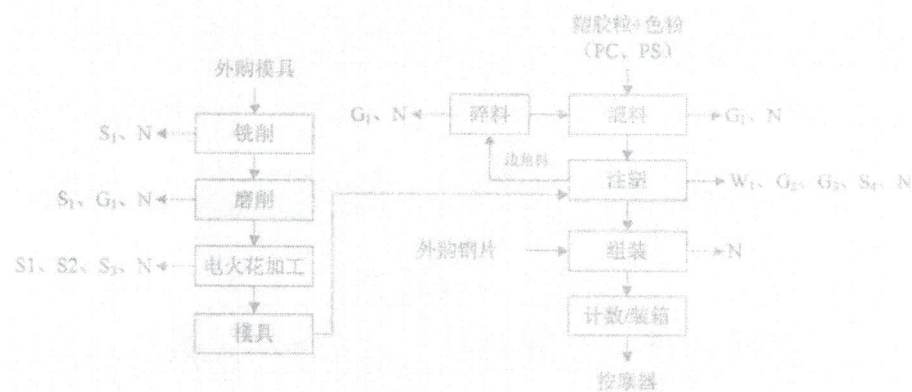 塑胶粒+色粉
（PC、PS）
外购模具
G₁、N
碎料
混料
G₁、N
S₁、N
铣削
边角料
注塑
W₁、G₂、G₃、S₄、N
S₁、G₁、N
磨削
外购铜片
组装
N
S1、S2、S₃、N
电火花加工
计数/装箱
模具
按摩器